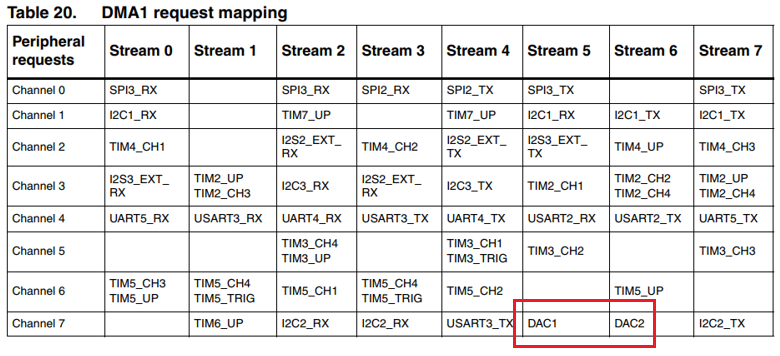 Table 20. DMA1 request mapping
Peripheral requests Stream 0 Stream 1 Stream 2 Stream 3 Stream 4 Stream 5 Stream 6 Stream 7
Channel 0 SPI3_RX SPI3_RX SPI2_RX SPI2_TX SPI3_TX SPI3_TX
Channel 1 I2C1_RX TIM7_UP TIM7_UP I2C1_RX I2C1_TX I2C1_TX
Channel 2 TIM4_CH1 I2S2_EXT_RX TIM4_CH2 I2S2_EXT_TX I2S3_EXT_TX TIM4_UP TIM4_CH3
Channel 3 I2S3_EXT_RX TIM2_UP TIM2_CH3 I2C3_RX I2S2_EXT_RX I2C3_TX TIM2_CH1 TIM2_CH2 TIM2_CH4 TIM2_UP TIM2_CH4
Channel 4 UART5_RX USART3_RX UART4_RX USART3_TX UART4_TX USART2_RX USART2_TX UART5_TX
Channel 5 TIM3_CH4 TIM3_UP TIM3_CH1 TIM3_TRIG TIM3_CH2 TIM3_CH3
Channel 6 TIM5_CH3 TIM5_UP TIM5_CH4 TIM5_TRIG TIM5_CH1 TIM5_CH4 TIM5_TRIG TIM5_CH2 TIM5_UP
Channel 7 TIM6_UP I2C2_RX I2C2_RX USART3_TX DAC1 DAC2 I2C2_TX